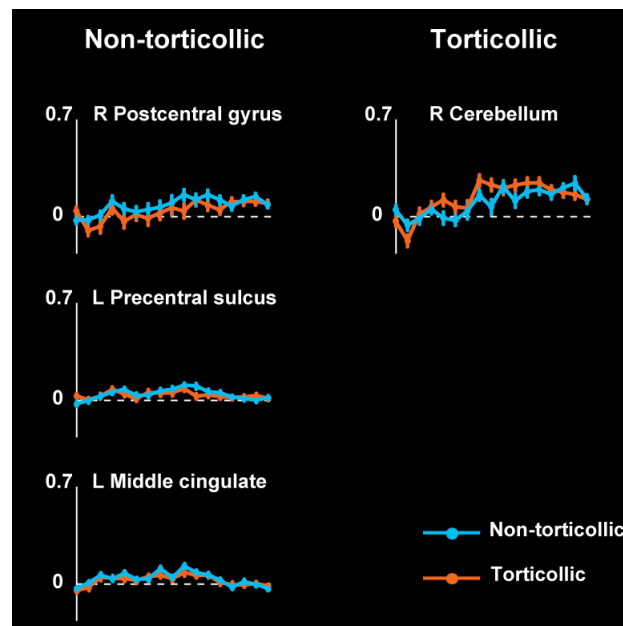 Non-torticollic
Torticollic
0.7 R Postcentral gyrus
0
0.7 R Cerebellum
0
0.7 L Precentral sulcus
0
0.7 L Middle cingulate
0
Non-torticollic
Torticollic